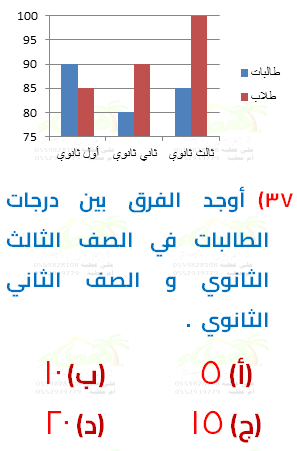 100
95
90
85
80
75
أول ثانوي ثاني ثانوي ثالث ثانوي
طالبات
طلاب
٣٧) أوجد الفرق بين درجات
الطالبات في الصف الثالث
الثانوي و الصف الثاني
الثانوي .
(أ) ٥ (ب) ١٠
(ج) ١٥ (د) ٢٠